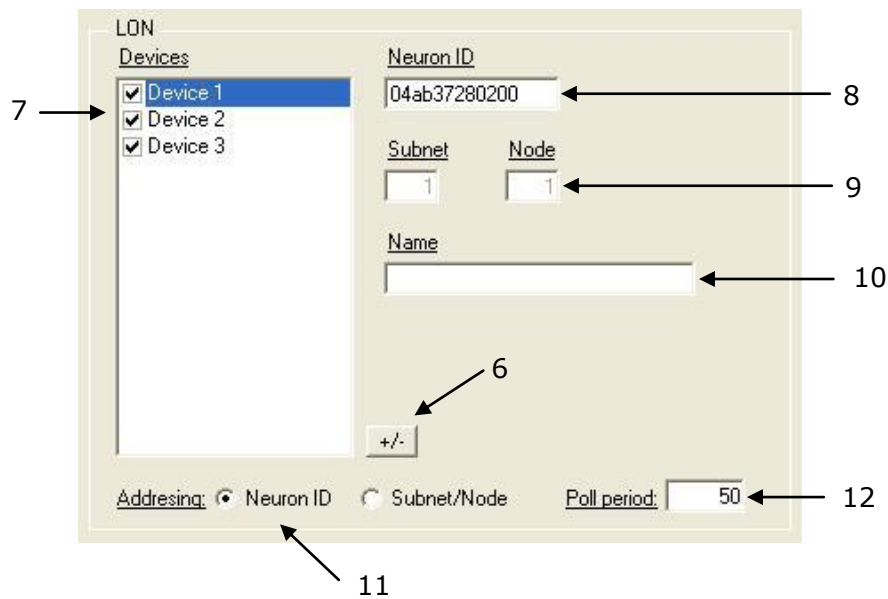 LON
Devices
Neuron ID
7
Device 1
Device 2
Device 3
04ab37280200
8
Subnet
Node
1
1
9
Name
10
6
+/-
Addresing: Neuron ID Subnet/Node Poll period: 50
12
11